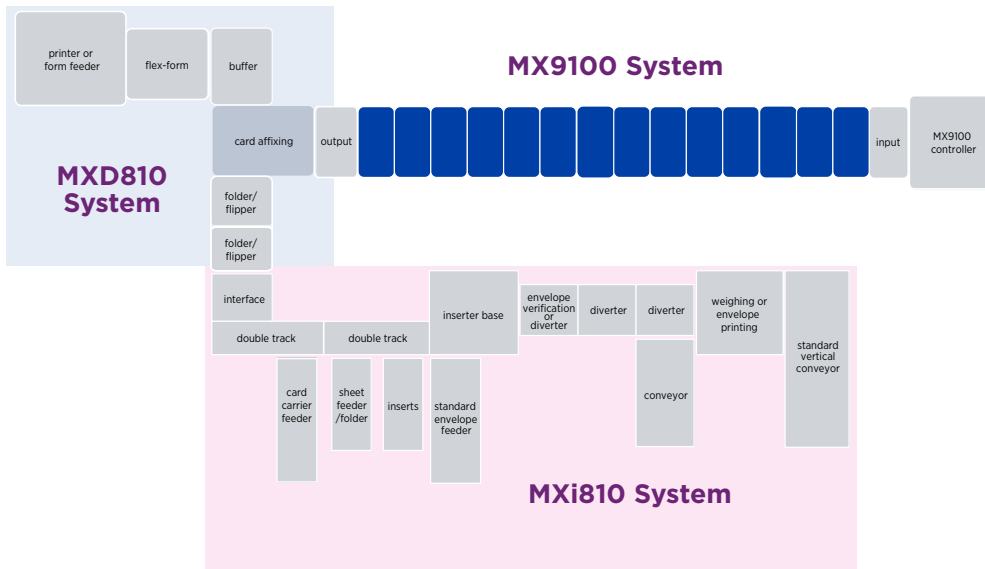 printer or
form feeder
flex-form
buffer
MX9100 System
card affixing
output
input
MX9100
controller
MXD810
System
folder/
flipper
folder/
flipper
interface
double track
double track
inserter base
envelope
verification
or
diverter
diverter
diverter
weighing or
envelope
printing
standard
vertical
conveyor
card
carrier
feeder
sheet
feeder
/folder
inserts
standard
envelope
feeder
conveyor
MXi810 System